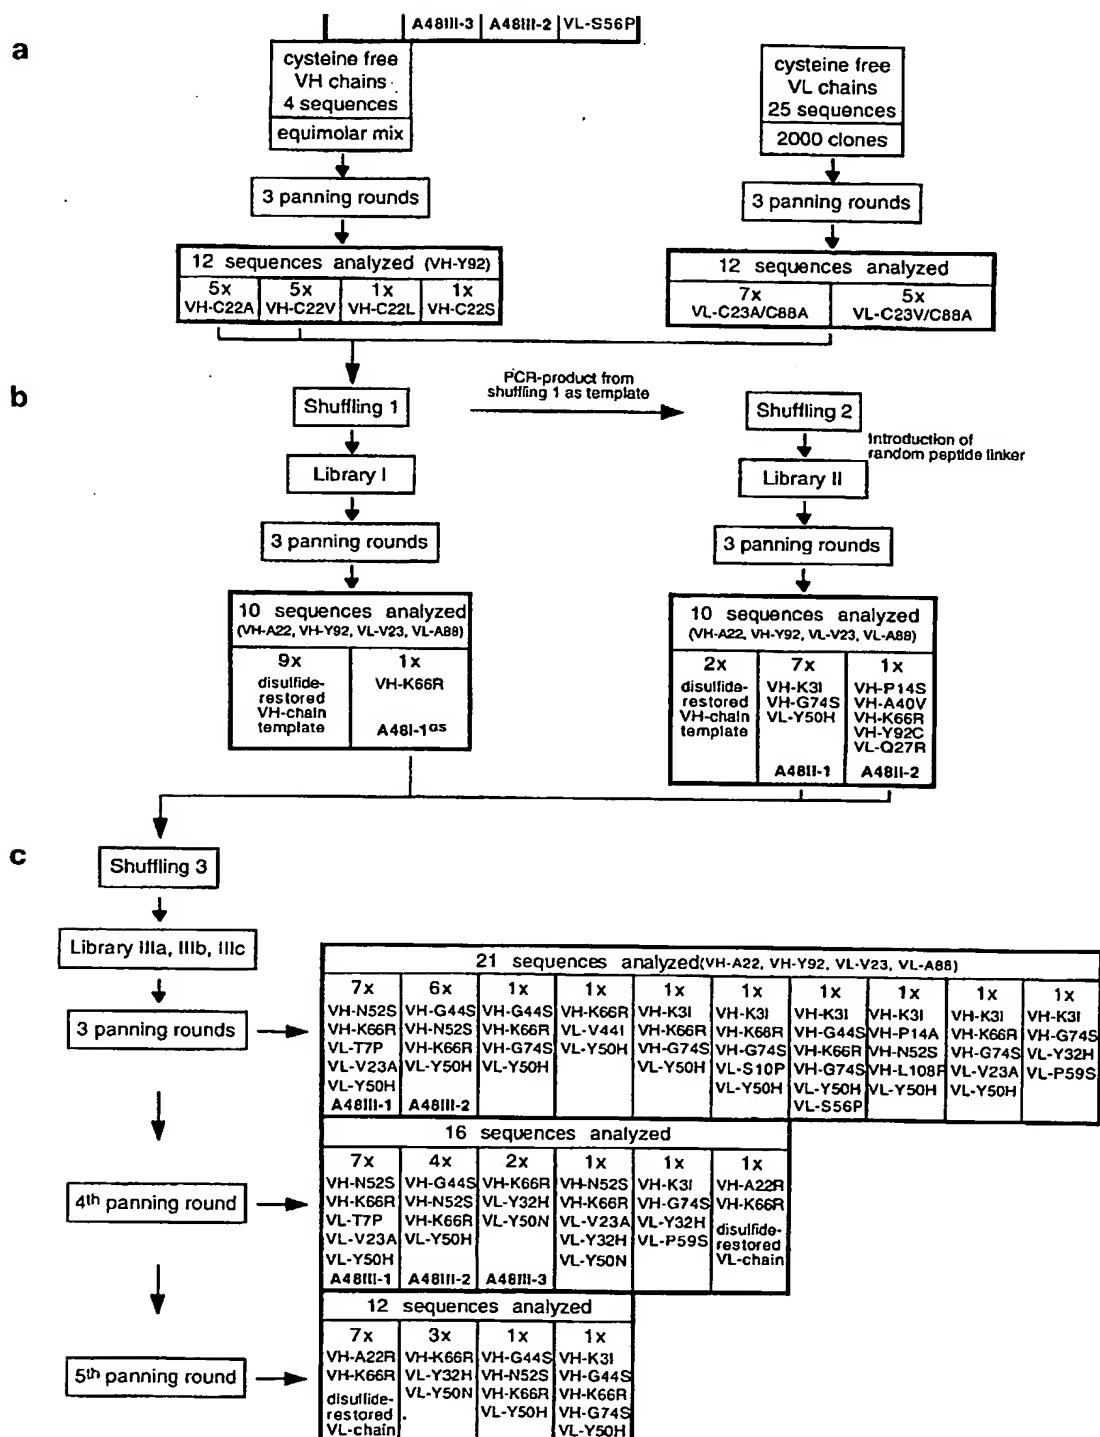 A48III-3 A48III-2 VL-S56P
a
cysteine free
VH chains
4 sequences
equimolar mix
cysteine free
VL chains
25 sequences
2000 clones
3 panning rounds
3 panning rounds
12 sequences analyzed (VH-Y92)
5x 5x 1x 1x
VH-C22A VH-C22V VH-C22L VH-C22S
12 sequences analyzed
7x 5x
VL-C23A/C88A VL-C23V/C88A
b
Shuffling 1
PCR-product from
shuffling 1 as template
Shuffling 2
Introduction of
random peptide linker
Library I
Library II
3 panning rounds
3 panning rounds
10 sequences analyzed
(VH-A22, VH-Y92, VL-V23, VL-A88)
9x
disulfide-
restored
VH-chain
template
1x
VH-K66R
A48I-1as
10 sequences analyzed
(VH-A22, VH-Y92, VL-V23, VL-A88)
2x
disulfide-
restored
VH-chain
template
7x
VH-K3I
VH-G74S
VL-Y50H
A48II-1
1x
VH-P14S
VH-A40V
VH-K66R
VH-Y92C
VL-Q27R
A48II-2
c
Shuffling 3
Library IIIa, IIIb, IIIc
3 panning rounds
21 sequences analyzed(VH-A22, VH-Y92, VL-V23, VL-A88)
7x
VH-N52S
VH-K66R
VL-T7P
VL-V23A
VL-Y50H
A48III-1
6x
VH-G44S
VH-N52S
VH-K66R
VL-Y50H
A48III-2
1x
VH-G44S
VH-K66R
VH-G74S
VL-Y50H
1x
VH-K66R
VL-V44I
VL-Y50H
1x
VH-K3I
VH-K66R
VH-G74S
VL-Y50H
1x
VH-K3I
VH-K66R
VH-G74S
VL-S10P
VL-Y50H
1x
VH-K3I
VH-G44S
VH-K66R
VH-G74S
VL-Y50H
VL-S56P
1x
VH-K3I
VH-P14A
VH-N52S
VH-L108P
VL-Y50H
1x
VH-K3I
VH-K66R
VH-G74S
VL-V23A
VL-Y50H
1x
VH-K3I
VH-G74S
VL-Y32H
VL-P59S
4th panning round
16 sequences analyzed
7x
VH-N52S
VH-K66R
VL-T7P
VL-V23A
VL-Y50H
A48III-1
4x
VH-G44S
VH-N52S
VH-K66R
VL-Y50H
A48III-2
2x
VH-K66R
VL-Y32H
VL-Y50N
A48III-3
1x
VH-N52S
VH-K66R
VL-V23A
VL-Y32H
VL-Y50N
1x
VH-K3I
VH-G74S
VL-Y32H
VL-P59S
1x
VH-A22R
VH-K66R
disulfide-
restored
VL-chain
5th panning round
12 sequences analyzed
7x
VH-A22R
VH-K66R
disulfide-
restored
VL-chain
3x
VH-K66R
VL-Y32H
VL-Y50N
1x
VH-G44S
VH-N52S
VH-K66R
VL-Y50H
1x
VH-K3I
VH-G44S
VH-K66R
VH-G74S
VL-Y50H